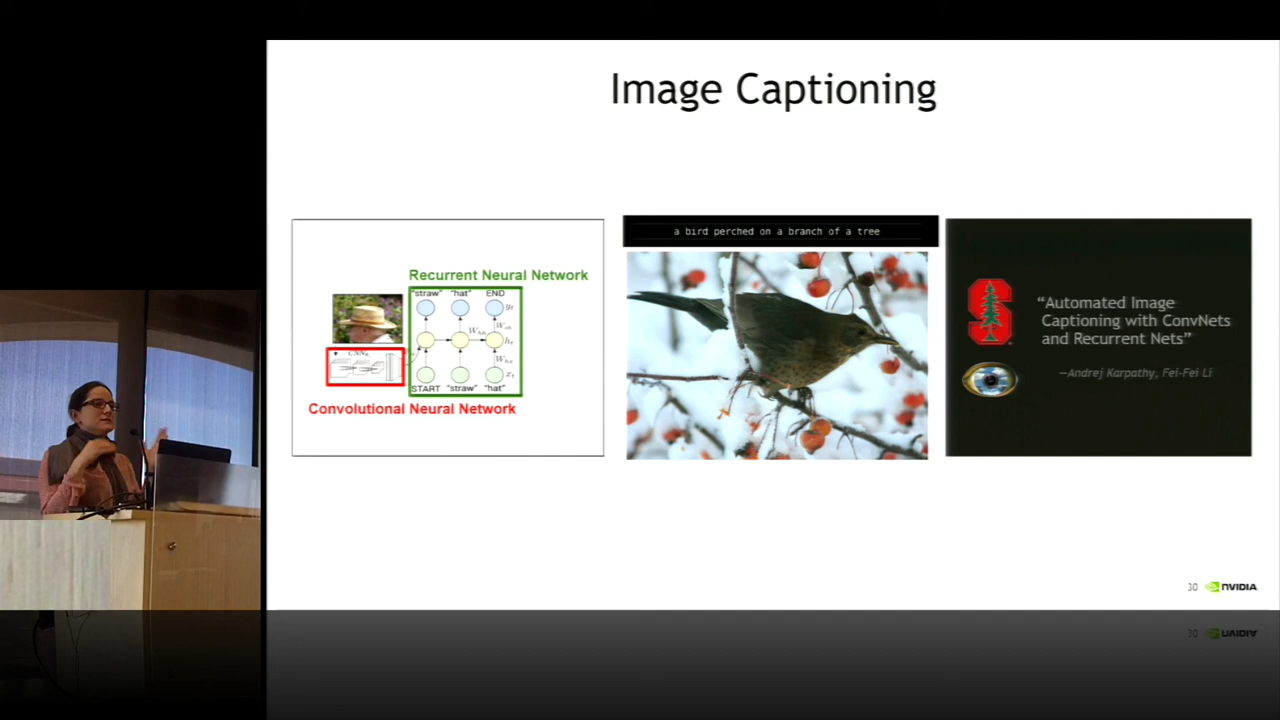 Image Captioning
Recurrent Neural Network
"straw" "hat" END
START "straw" "hat"
Convolutional Neural Network
a bird perched on a branch of a tree
“Automated Image
Captioning with ConvNets
and Recurrent Nets”
—Andrej Karpathy, Fei-Fei Li
30 NVIDIA